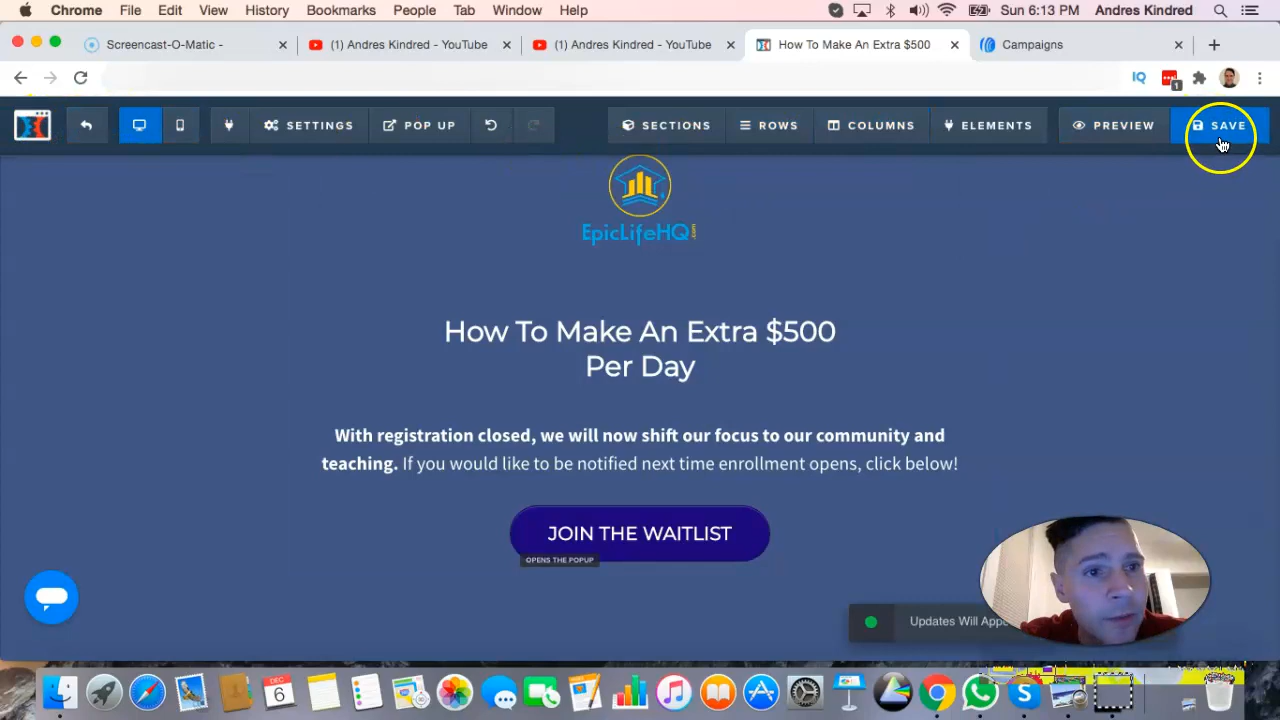 Chrome File Edit View History Bookmarks People Tab Window Help Sun 6:13 PM Andres Kindred
Screencast-O-Matic - (1) Andres Kindred - YouTube (1) Andres Kindred - YouTube How To Make An Extra $500 Campaigns
IQ 1
SETTINGS POP UP SECTIONS ROWS COLUMNS ELEMENTS PREVIEW SAVE
EpicLifeHQ
How To Make An Extra $500
Per Day
With registration closed, we will now shift our focus to our community and
teaching. If you would like to be notified next time enrollment opens, click below!
JOIN THE WAITLIST
OPENS THE POPUP
Updates Will
DEC
6